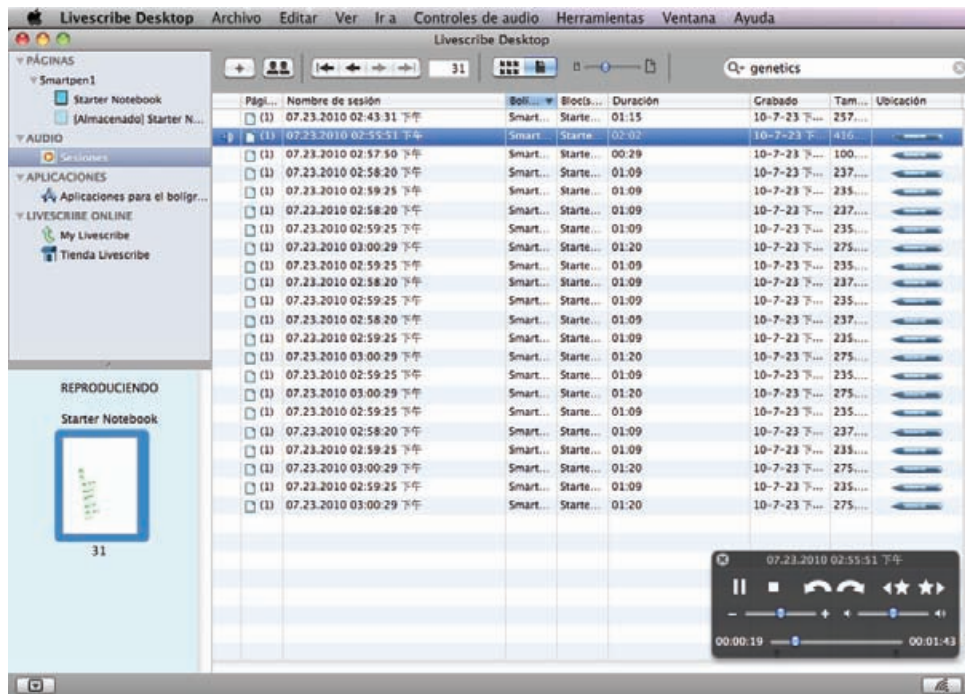 Livescribe Desktop Archivo Editar Ver Ir a Controles de audio Herramientas Ventana Ayuda
Livescribe Desktop
31 genetics
PÁGINAS
Smartpen1
Starter Notebook
[Almacenado] Starter N...
AUDIO
Sesiones
APLICACIONES
Aplicaciones para el bolígr...
LIVESCRIBE ONLINE
My Livescribe
Tienda Livescribe
Pági... Nombre de sesión Bolí... Bloc(s... Duración Grabado Tam... Ubicación
(1) 07.23.2010 02:43:31 下午 Smart... Starte... 01:15 10-7-23 下... 257,...
(1) 07.23.2010 02:55:51 下午 Smart... Starte... 02:02 10-7-23 下... 416...
(1) 07.23.2010 02:57:50 下午 Smart... Starte... 00:29 10-7-23 下... 100,...
(1) 07.23.2010 02:58:20 下午 Smart... Starte... 01:09 10-7-23 下... 237,...
(1) 07.23.2010 02:59:25 下午 Smart... Starte... 01:09 10-7-23 下... 235,...
(1) 07.23.2010 02:58:20 下午 Smart... Starte... 01:09 10-7-23 下... 237,...
(1) 07.23.2010 02:59:25 下午 Smart... Starte... 01:09 10-7-23 下... 235,...
(1) 07.23.2010 03:00:29 下午 Smart... Starte... 01:20 10-7-23 下... 275,...
(1) 07.23.2010 02:59:25 下午 Smart... Starte... 01:09 10-7-23 下... 235,...
(1) 07.23.2010 02:58:20 下午 Smart... Starte... 01:09 10-7-23 下... 237,...
(1) 07.23.2010 02:59:25 下午 Smart... Starte... 01:09 10-7-23 下... 235,...
(1) 07.23.2010 02:58:20 下午 Smart... Starte... 01:09 10-7-23 下... 237,...
(1) 07.23.2010 02:59:25 下午 Smart... Starte... 01:09 10-7-23 下... 235,...
(1) 07.23.2010 03:00:29 下午 Smart... Starte... 01:20 10-7-23 下... 275,...
(1) 07.23.2010 02:59:25 下午 Smart... Starte... 01:09 10-7-23 下... 235,...
(1) 07.23.2010 03:00:29 下午 Smart... Starte... 01:20 10-7-23 下... 275,...
(1) 07.23.2010 02:59:25 下午 Smart... Starte... 01:09 10-7-23 下... 235,...
(1) 07.23.2010 02:58:20 下午 Smart... Starte... 01:09 10-7-23 下... 237,...
(1) 07.23.2010 02:59:25 下午 Smart... Starte... 01:09 10-7-23 下... 235,...
(1) 07.23.2010 03:00:29 下午 Smart... Starte... 01:20 10-7-23 下... 275,...
(1) 07.23.2010 02:59:25 下午 Smart... Starte... 01:09 10-7-23 下... 235,...
(1) 07.23.2010 03:00:29 下午 Smart... Starte... 01:20 10-7-23 下... 275,...
REPRODUCIENDO
Starter Notebook
31
07.23.2010 02:55:51 下午
00:00:19 00:01:43